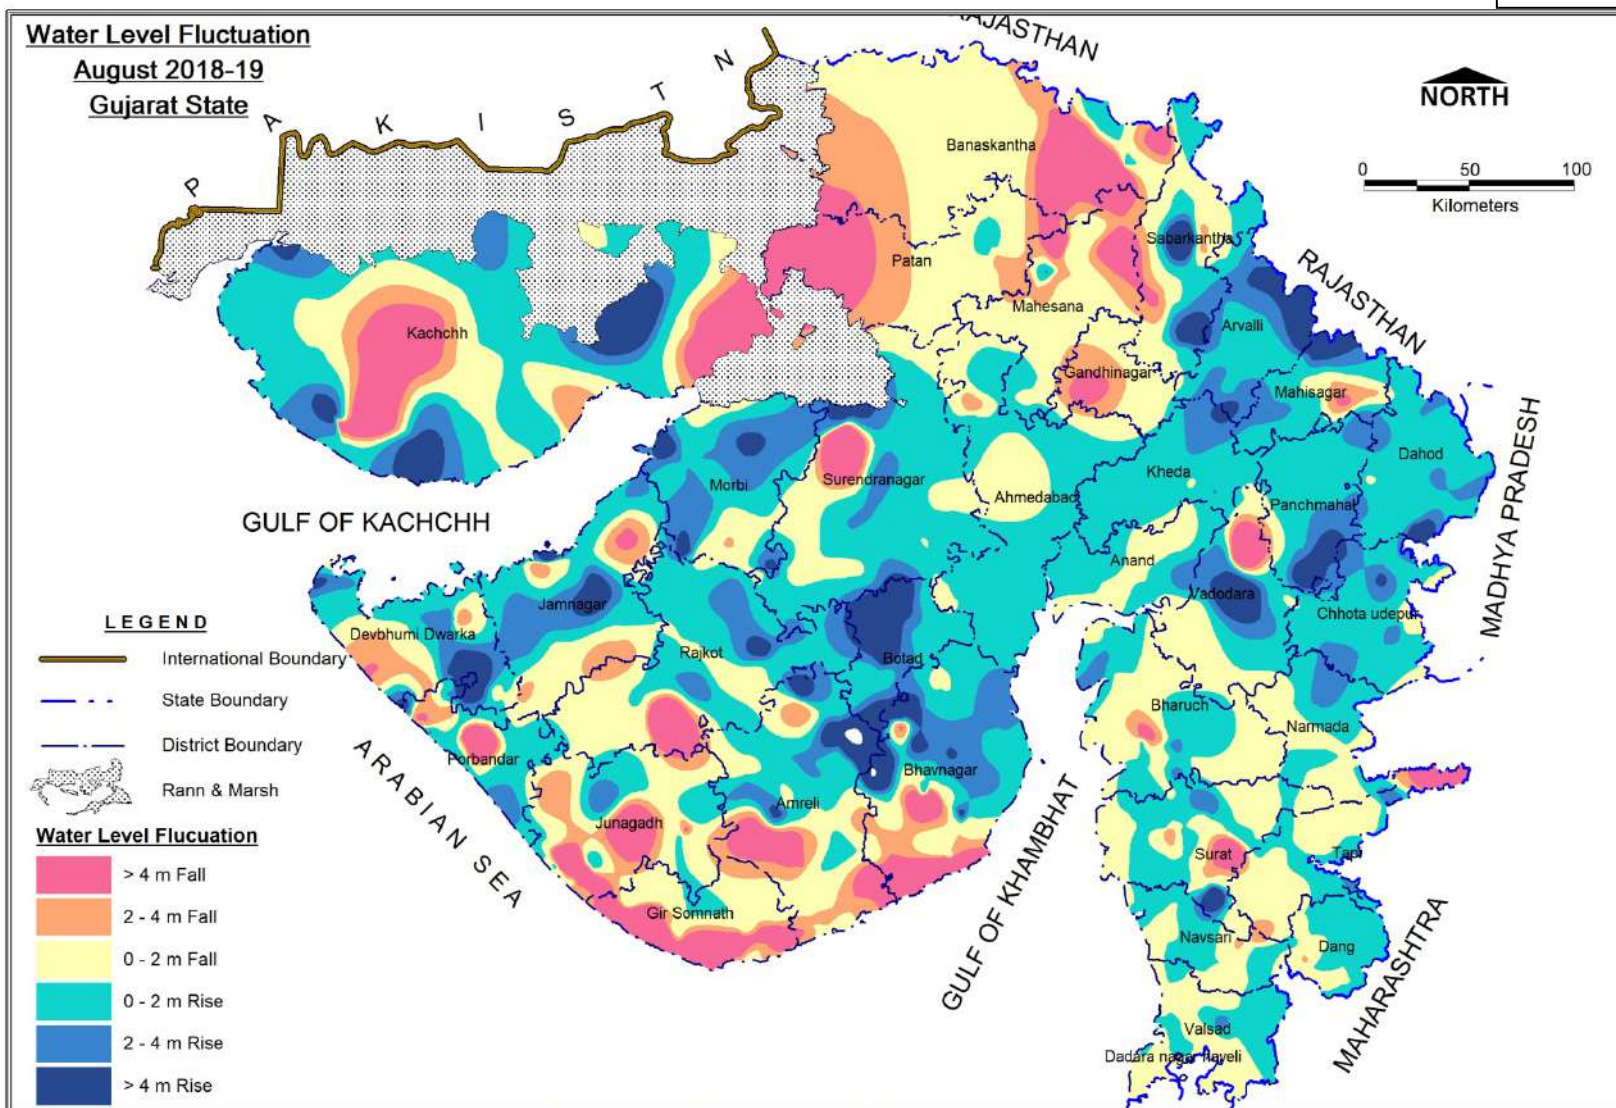 Water Level Fluctuation
August 2018-19
Gujarat State
P A K I S T N
RAJASTHAN
NORTH
0 50 100
Kilometers
Banaskantha
Sabarkantha
Patan
Mahesana
RAJASTHAN
Arvalli
Kachchh
Gandhinagar
Mahisagar
Dahod
Kheda
Morbi
Surendranagar
Ahmedabad
Panchmahal
MADHYA PRADESH
GULF OF KACHCHH
Anand
Vadodara
Chhota udepur
Jamnagar
Devbhumi Dwarka
Rajkot
Botad
Bharuch
Narmada
Porbandar
Bhavnagar
Amreli
Junagadh
Surat
Tapi
Gir Somnath
Navsari
Dang
ARABIAN SEA
GULF OF KHAMBHAT
MAHARASHTRA
Valsad
Dadara nagar haveli
LEGEND
International Boundary
State Boundary
District Boundary
Rann & Marsh
Water Level Flucuation
> 4 m Fall
2 - 4 m Fall
0 - 2 m Fall
0 - 2 m Rise
2 - 4 m Rise
> 4 m Rise